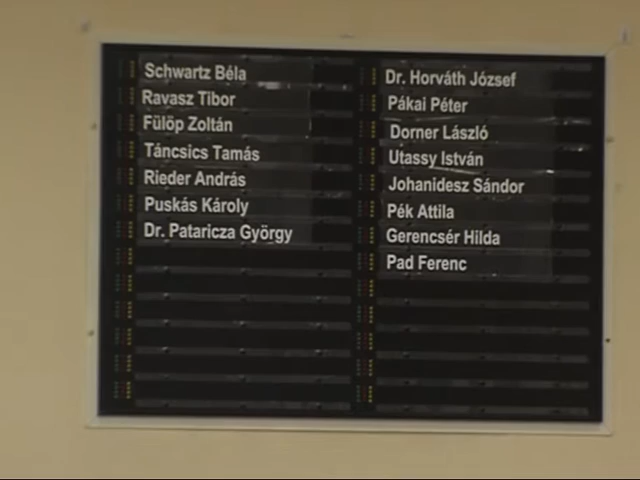 Schwartz Béla
Ravasz Tibor
Fülöp Zoltán
Táncsics Tamás
Rieder András
Puskás Károly
Dr. Pataricza György
Dr. Horváth József
Pákai Péter
Dorner László
Utassy István
Johanidesz Sándor
Pék Attila
Gerencsér Hilda
Pad Ferenc